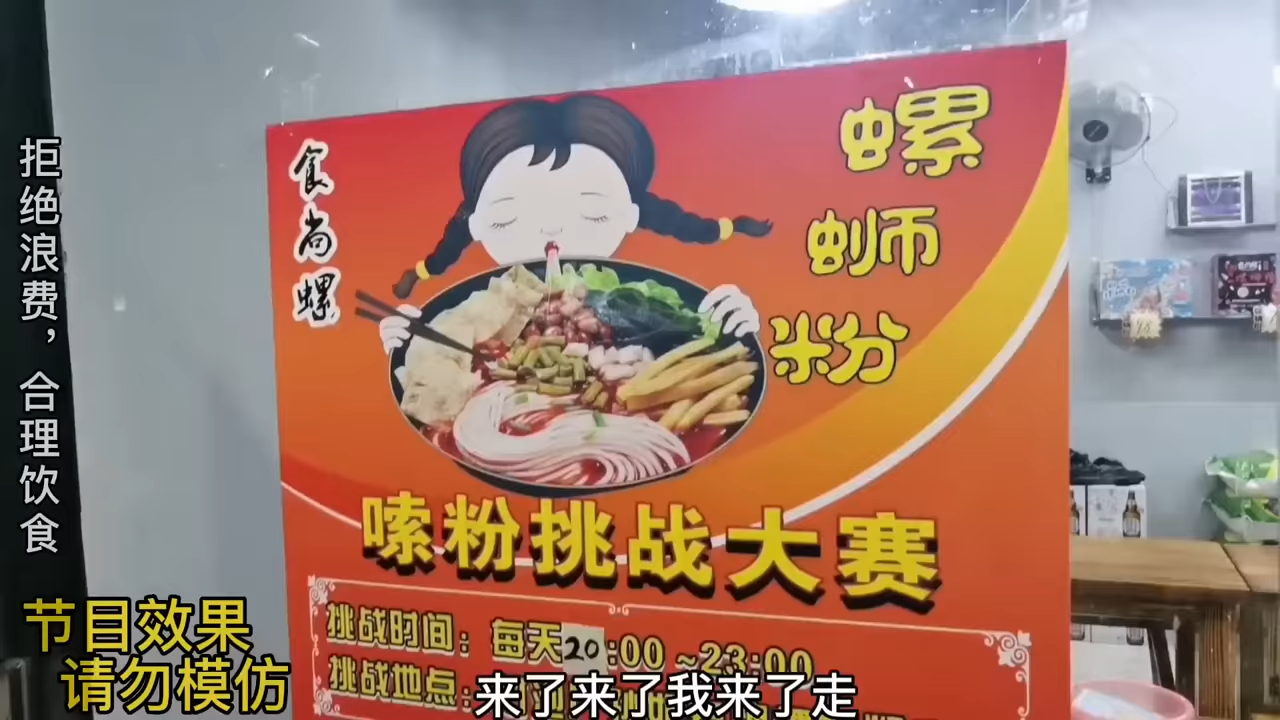 拒绝浪费，合理饮食
食尚螺
螺蛳粉
嗦粉挑战大赛
挑战时间：每天20:00~23:00
挑战地点：
来了来了我来了走
节目效果
请勿模仿